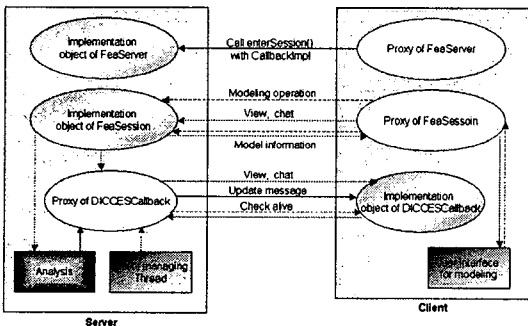 Implementation
object of FeaServer
Call enterSession()
with CallbackImpl
Proxy of FeaServer
Modeling operation
Implementation
object of FeaSession
View, chat
Proxy of FeaSessoin
Model information
View, chat
Proxy of DICCESCallback
Update message
Implementation
object of DICCESCallback
Check alive
Analysis
managing
Thread
interface
for modeling
Server
Client